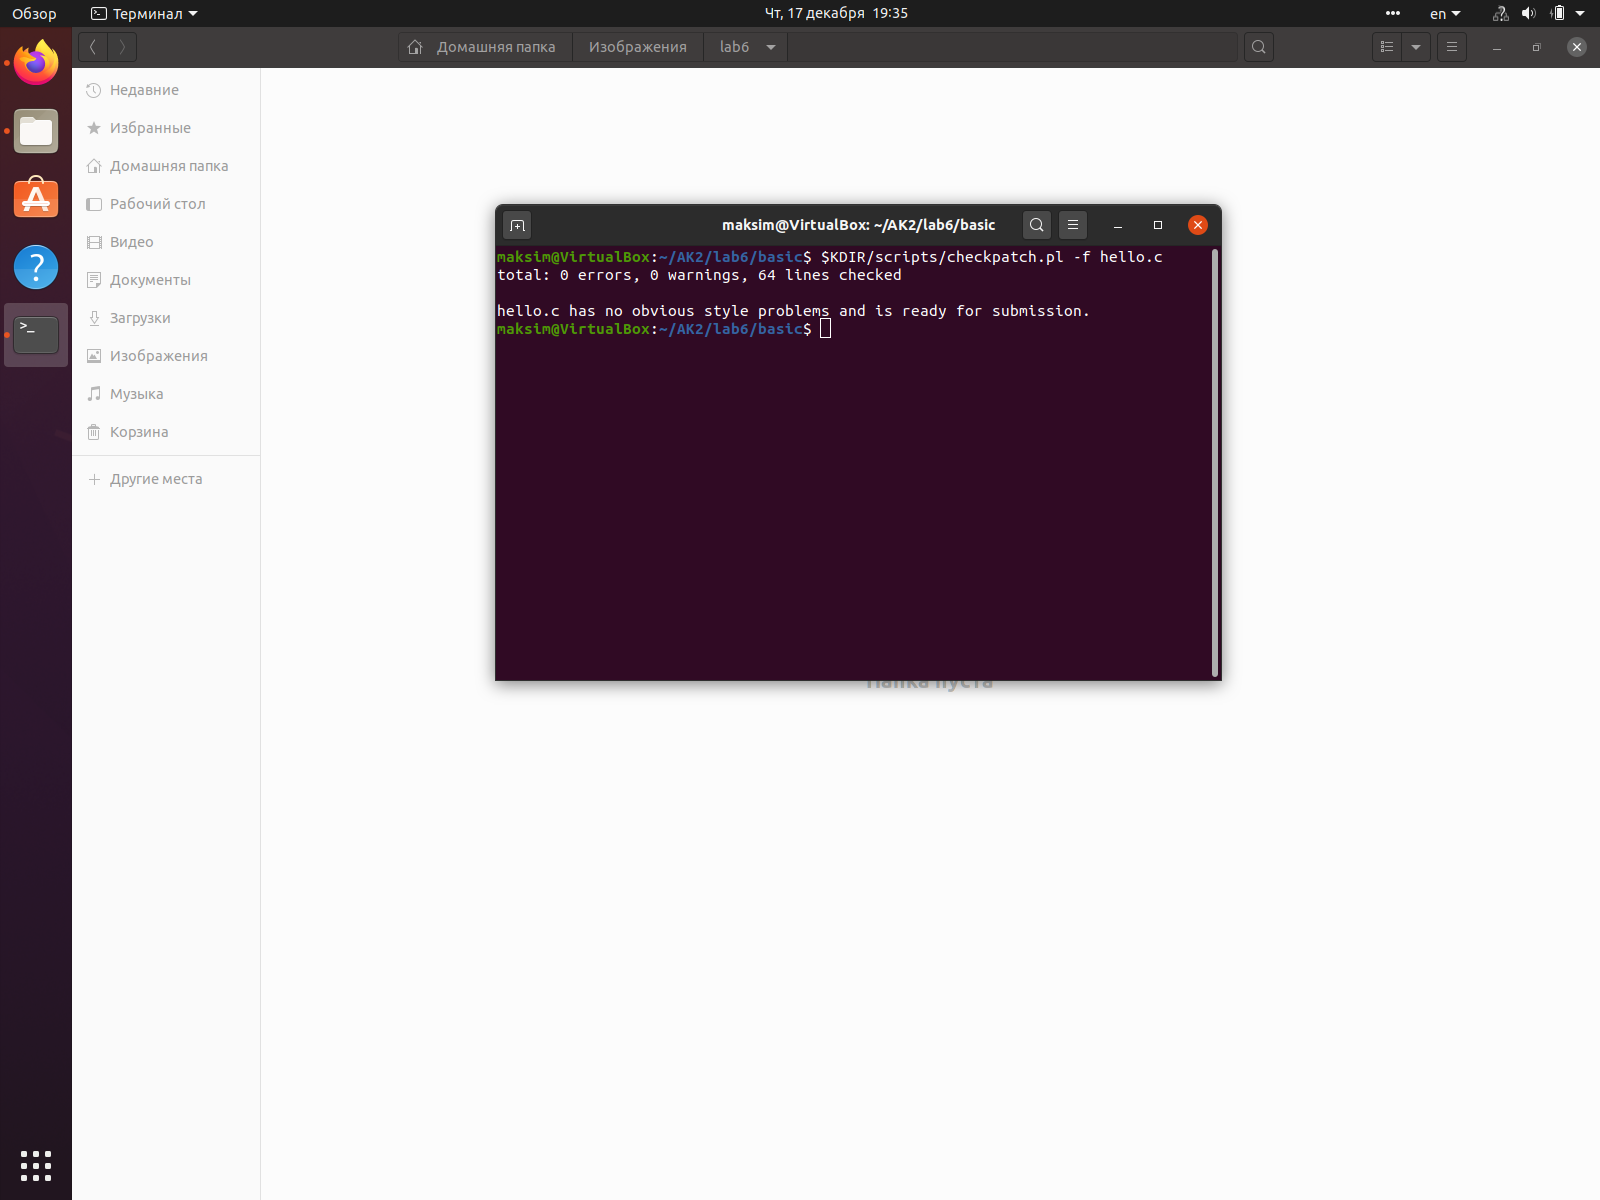 Обзор
Терминал
Чт, 17 декабря 19:35
en
Домашняя папка
Изображения
lab6
Недавние
Избранные
Домашняя папка
Рабочий стол
Видео
Документы
Загрузки
Изображения
Музыка
Корзина
Другие места
maksim@VirtualBox: ~/AK2/lab6/basic
maksim@VirtualBox:~/AK2/lab6/basic$ $KDIR/scripts/checkpatch.pl -f hello.c
total: 0 errors, 0 warnings, 64 lines checked
hello.c has no obvious style problems and is ready for submission.
maksim@VirtualBox:~/AK2/lab6/basic$
Папка пуста